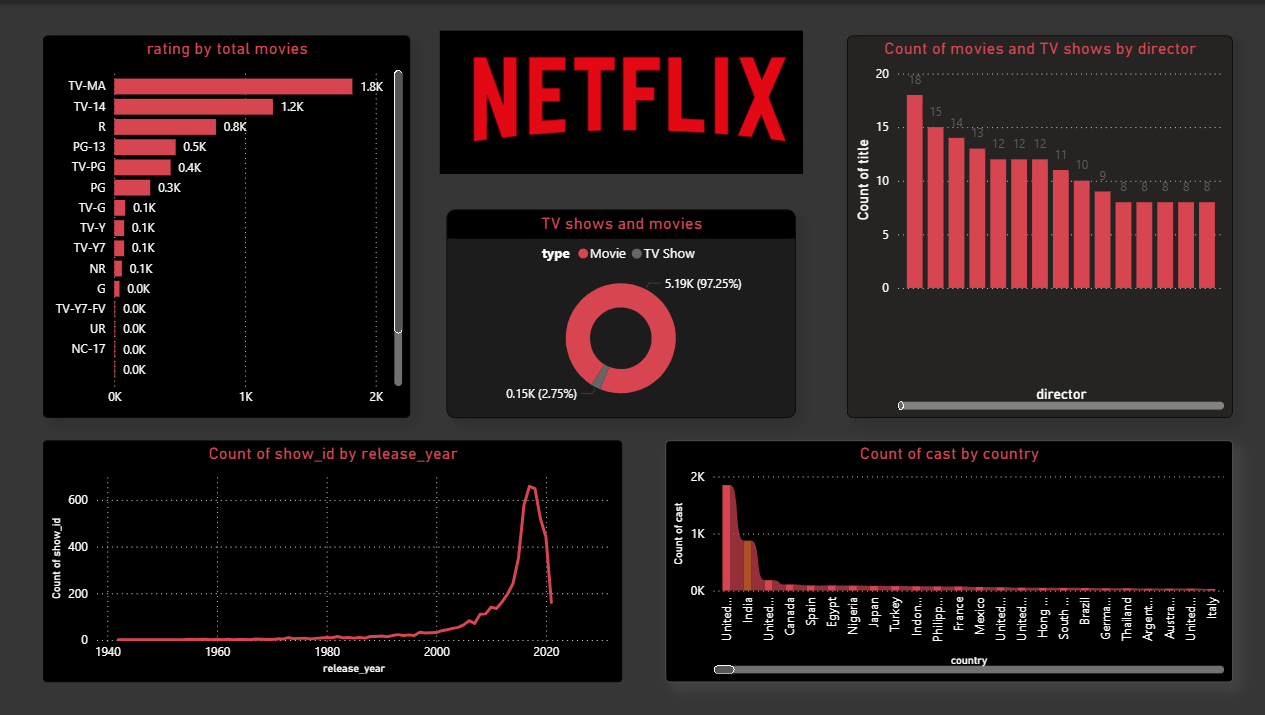 rating by total movies
TV-MA 1.8K
TV-14 1.2K
R 0.8K
PG-13 0.5K
TV-PG 0.4K
PG 0.3K
TV-G 0.1K
TV-Y 0.1K
TV-Y7 0.1K
NR 0.1K
G 0.0K
TV-Y7-FV 0.0K
UR 0.0K
NC-17 0.0K
0.0K
0K 1K 2K
NETFLIX
TV shows and movies
type Movie TV Show
5.19K (97.25%)
0.15K (2.75%)
Count of movies and TV shows by director
Count of title
20
15
10
5
0
18 15 14 13 12 12 12 11 10 9 8 8 8 8 8
director
Count of show_id by release_year
Count of show_id
600
400
200
0
1940 1960 1980 2000 2020
release_year
Count of cast by country
Count of cast
2K
1K
0K
United...
India
United...
Canada
Spain
Egypt
Nigeria
Japan
Turkey
Indon...
Philipp...
France
Mexico
United...
United...
Hong ...
South ...
Brazil
Germa...
Thailand
Argent...
Austra...
United...
Italy
country